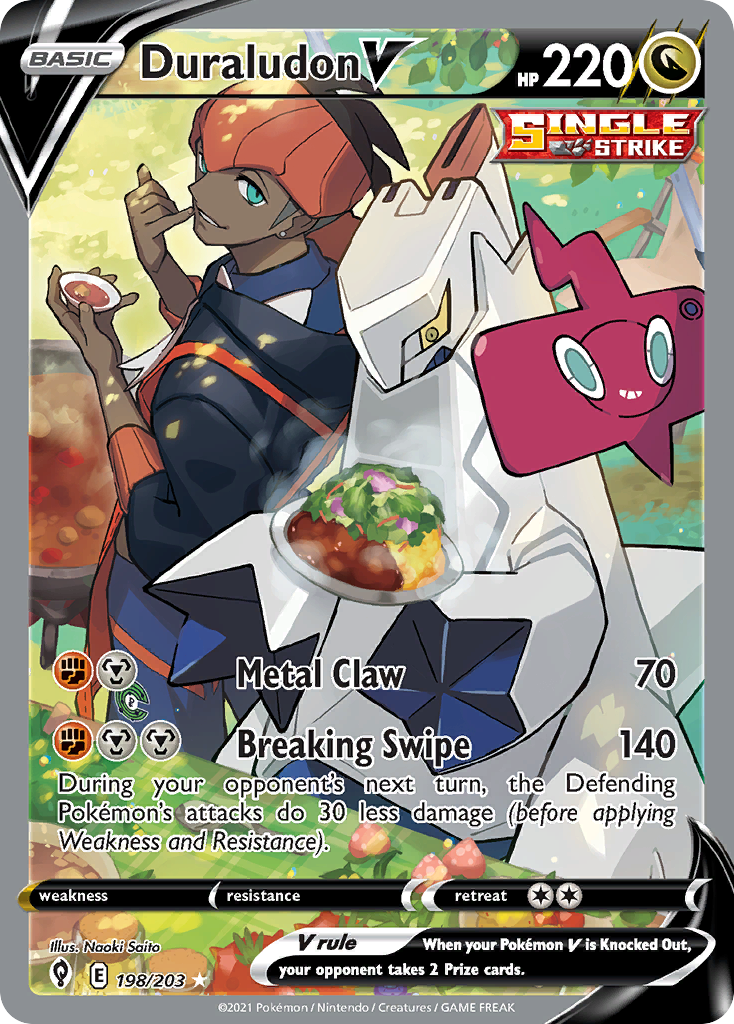 BASIC
Duraludon V
HP 220
SINGLE
STRIKE
Metal Claw 70
Breaking Swipe 140
During your opponent's next turn, the Defending
Pokémon's attacks do 30 less damage (before applying
Weakness and Resistance).
weakness resistance retreat
Illus. Naoki Saito
V rule When your Pokémon V is Knocked Out,
your opponent takes 2 Prize cards.
E 198/203
©2021 Pokémon / Nintendo / Creatures / GAME FREAK